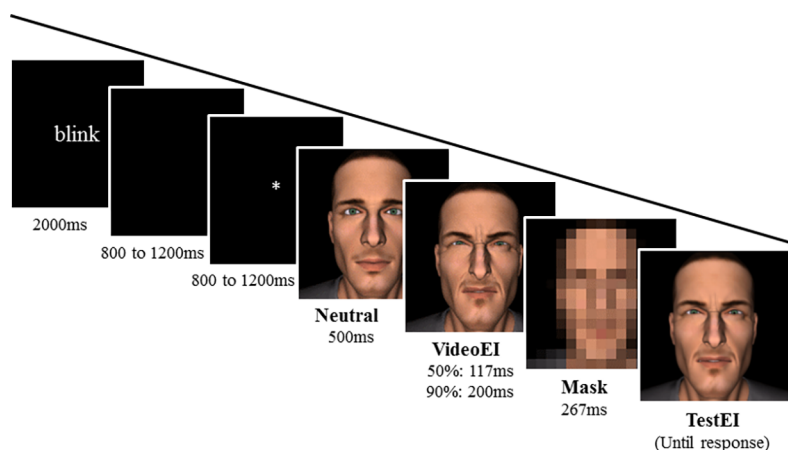 blink
2000ms
800 to 1200ms
*
800 to 1200ms
Neutral
500ms
VideoEI
50%: 117ms
90%: 200ms
Mask
267ms
TestEI
(Until response)